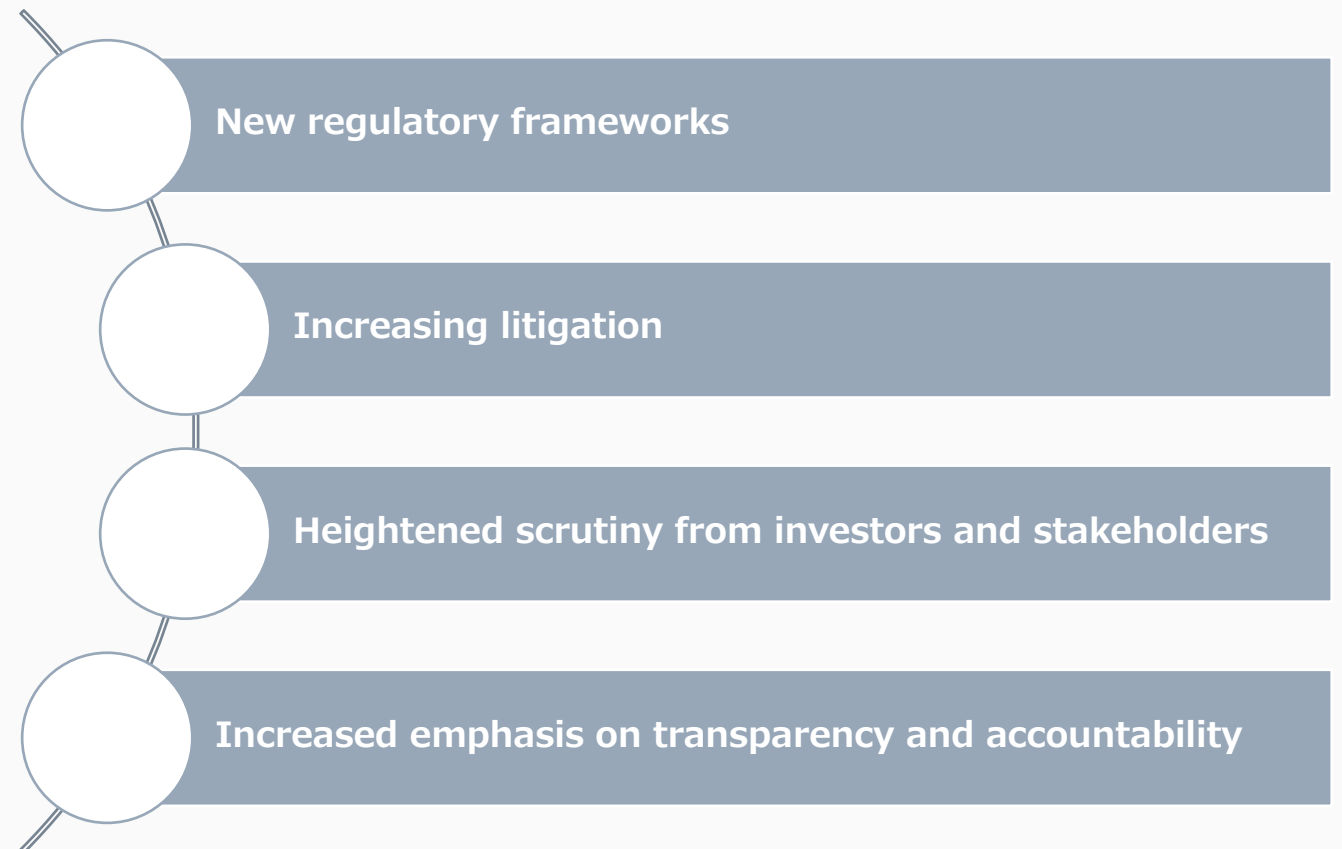 New regulatory frameworks
Increasing litigation
Heightened scrutiny from investors and stakeholders
Increased emphasis on transparency and accountability